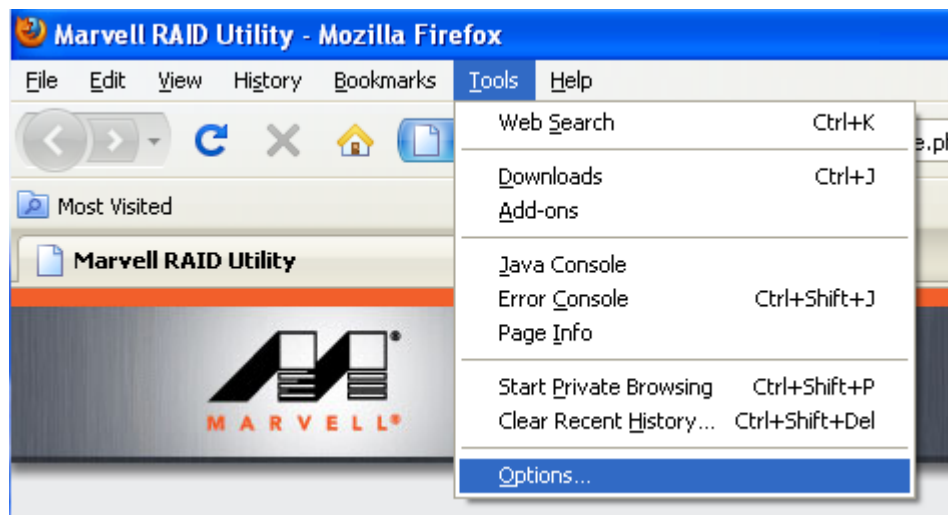 Marvell RAID Utility - Mozilla Firefox
File Edit View History Bookmarks Tools Help
Web Search Ctrl+K
e.pl
Downloads Ctrl+J
Most Visited
Add-ons
Marvell RAID Utility
Java Console
Error Console Ctrl+Shift+J
Page Info
Start Private Browsing Ctrl+Shift+P
Clear Recent History... Ctrl+Shift+Del
MARVELL®
Options...